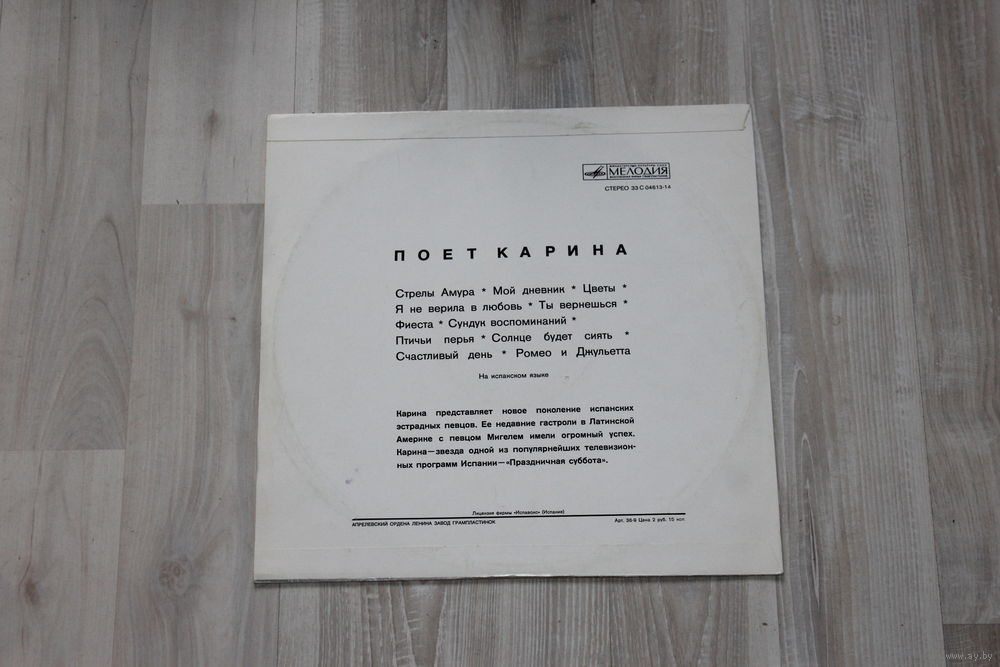 МЕЛОДИЯ
СТЕРЕО 33 С 04613-14
ПОЕТ КАРИНА
Стрелы Амура * Мой дневник * Цветы *
Я не верила в любовь * Ты вернешься *
Фиеста * Сундук воспоминаний *
Птичьи перья * Солнце будет сиять *
Счастливый день * Ромео и Джульетта
На испанском языке
Карина представляет новое поколение испанских
эстрадных певцов. Ее недавние гастроли в Латинской
Америке с певцом Мигелем имели огромный успех.
Карина—звезда одной из популярнейших телевизион-
ных программ Испании—«Праздничная суббота».
Лицензия фирмы «Испавокс» (Испания)
АПРЕЛЕВСКИЙ ОРДЕНА ЛЕНИНА ЗАВОД ГРАМПЛАСТИНОК
Арт. 36-9 Цена 2 руб. 15 коп.
www.ay.by